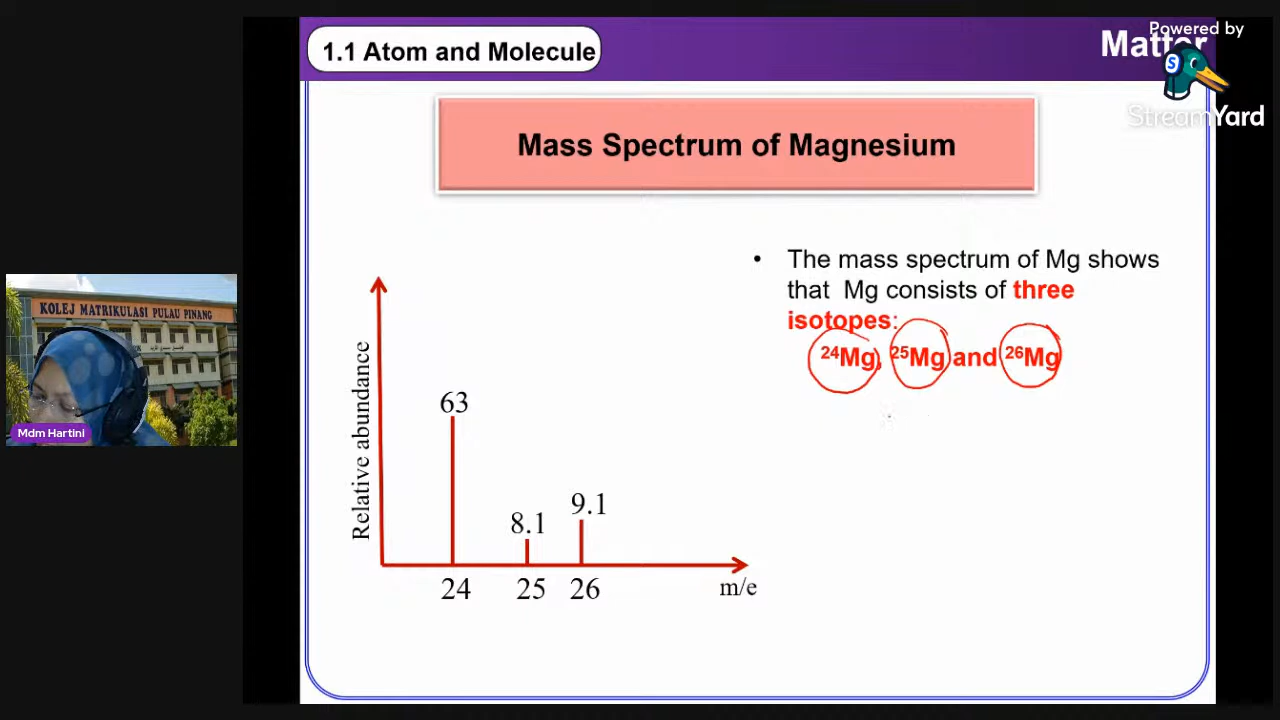 1.1 Atom and Molecule
Matter
Powered by
StreamYard
Mass Spectrum of Magnesium
• The mass spectrum of Mg shows
that Mg consists of three
isotopes:
²⁴Mg, ²⁵Mg and ²⁶Mg
Relative abundance
63
8.1
9.1
24 25 26
m/e
KOLEJ MATRIKULASI PULAU PINANG
Mdm Hartini